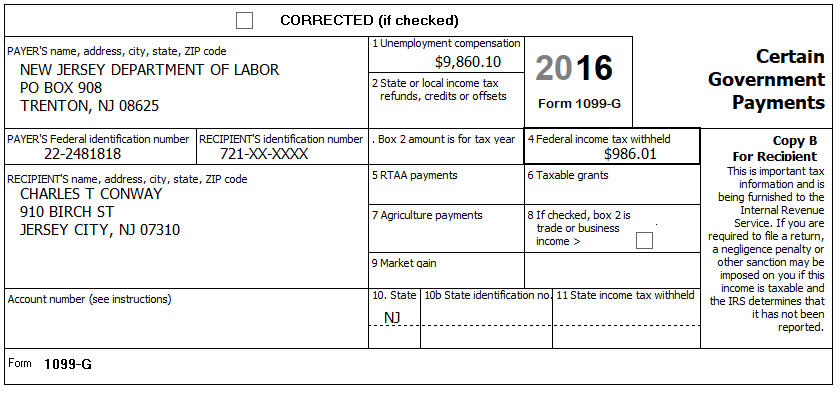 CORRECTED (if checked)
PAYER'S name, address, city, state, ZIP code
NEW JERSEY DEPARTMENT OF LABOR
PO BOX 908
TRENTON, NJ 08625
1 Unemployment compensation
$9,860.10
2 State or local income tax
refunds, credits or offsets
2016
Form 1099-G
Certain
Government
Payments
PAYER'S Federal identification number
22-2481818
RECIPIENT'S identification number
721-XX-XXXX
. Box 2 amount is for tax year
4 Federal income tax withheld
$986.01
Copy B
For Recipient
This is important tax
information and is
being furnished to the
Internal Revenue
Service. If you are
required to file a return,
a negligence penalty or
other sanction may be
imposed on you if this
income is taxable and
the IRS determines that
it has not been
reported.
RECIPIENT'S name, address, city, state, ZIP code
CHARLES T CONWAY
910 BIRCH ST
JERSEY CITY, NJ 07310
5 RTAA payments
6 Taxable grants
7 Agriculture payments
8 If checked, box 2 is
trade or business
income >
9 Market gain
Account number (see instructions)
10. State
NJ
10b State identification no.
11 State income tax withheld
Form 1099-G